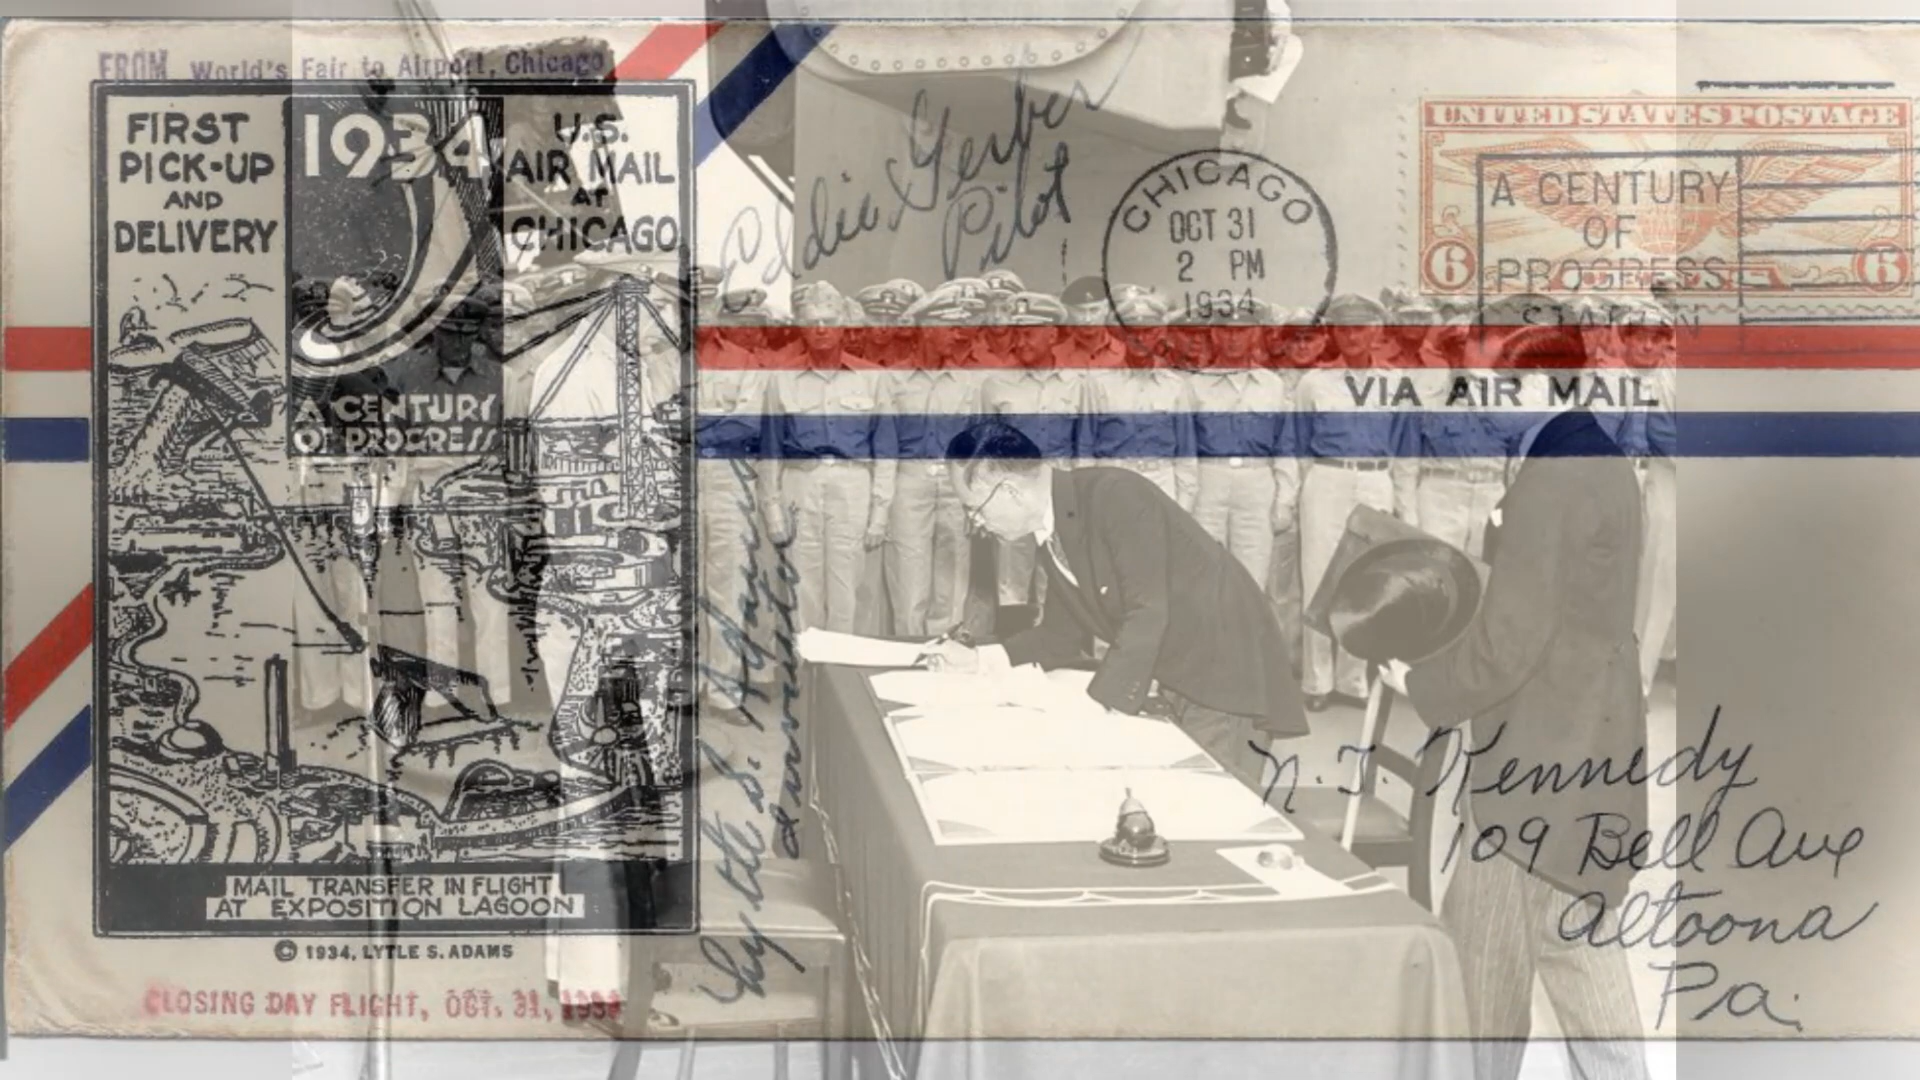 FROM World's Fair to Airport, Chicago
FIRST
PICK-UP
AND
DELIVERY
1934
U.S.
AIR MAIL
AT
CHICAGO
A CENTURY
OF PROGRESS
MAIL TRANSFER IN FLIGHT
AT EXPOSITION LAGOON
© 1934, LYTLE S. ADAMS
CLOSING DAY FLIGHT, OCT. 31, 1934
Eddie Gerber
Pilot
Lytle S. Adams
CHICAGO
OCT 31
2 PM
1934
UNITED STATES POSTAGE
6 6
A CENTURY
OF
PROGRESS
STATION
VIA AIR MAIL
N. T. Kennedy
109 Bell Ave
Altoona
Pa.